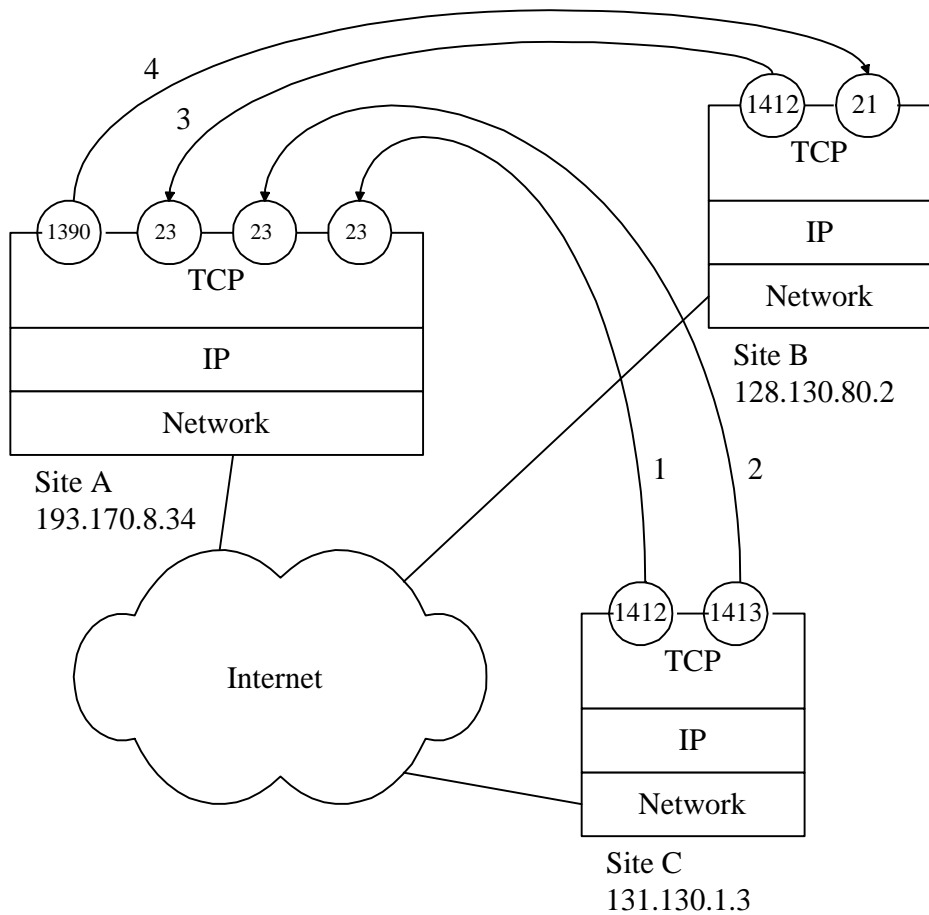 4
3
1412 21
TCP
IP
Network
Site B
128.130.80.2
1390 23 23 23
TCP
IP
Network
Site A
193.170.8.34
1 2
Internet
1412 1413
TCP
IP
Network
Site C
131.130.1.3